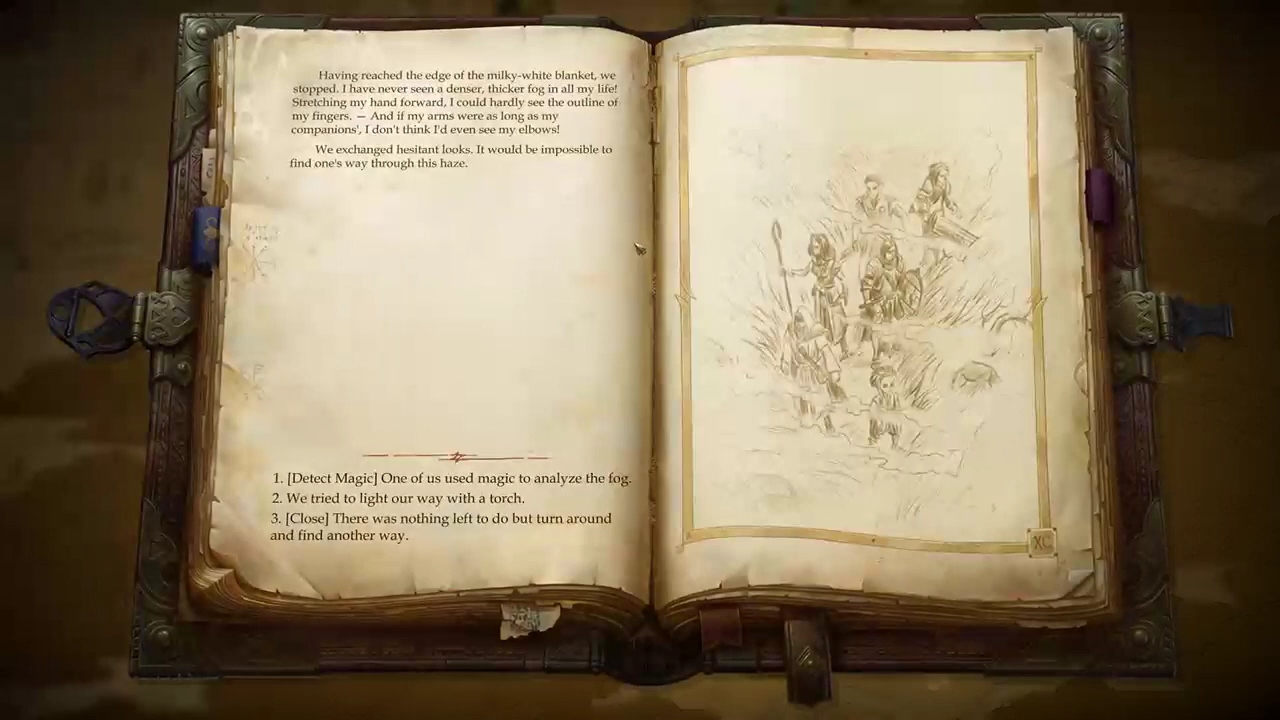 Having reached the edge of the milky-white blanket, we
stopped. I have never seen a denser, thicker fog in all my life!
Stretching my hand forward, I could hardly see the outline of
my fingers. — And if my arms were as long as my
companions', I don't think I'd even see my elbows!
We exchanged hesitant looks. It would be impossible to
find one's way through this haze.
1. [Detect Magic] One of us used magic to analyze the fog.
2. We tried to light our way with a torch.
3. [Close] There was nothing left to do but turn around
and find another way.
XC